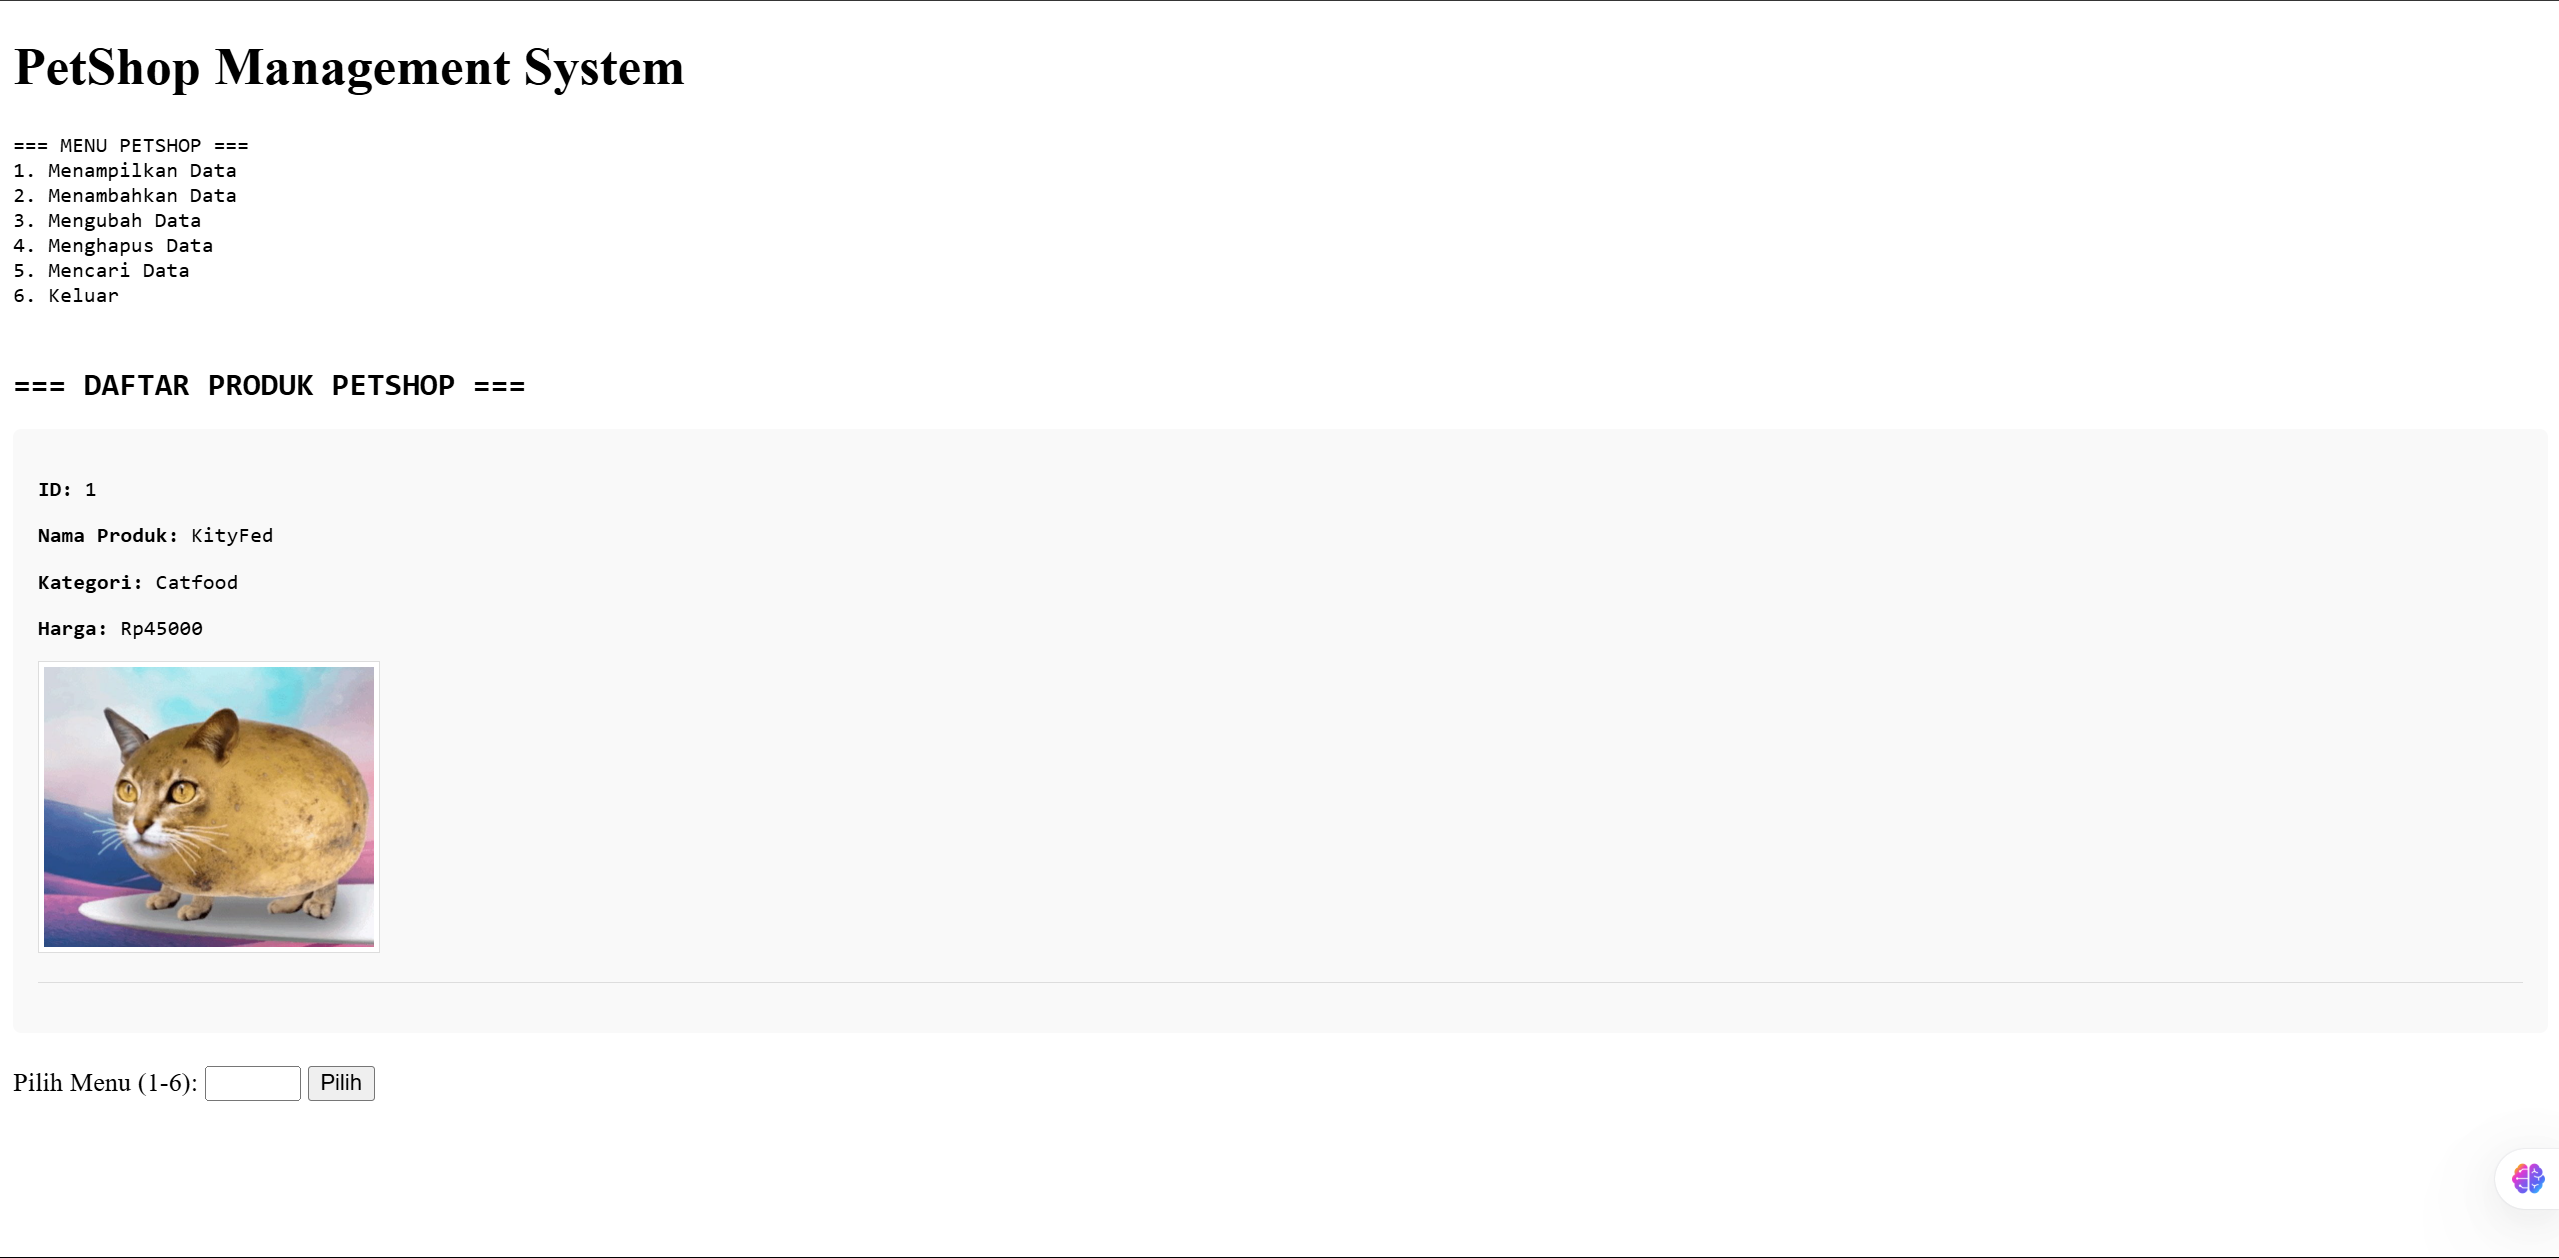 PetShop Management System
=== MENU PETSHOP ===
1. Menampilkan Data
2. Menambahkan Data
3. Mengubah Data
4. Menghapus Data
5. Mencari Data
6. Keluar
=== DAFTAR PRODUK PETSHOP ===
ID: 1
Nama Produk: KityFed
Kategori: Catfood
Harga: Rp45000
Pilih Menu (1-6): Pilih